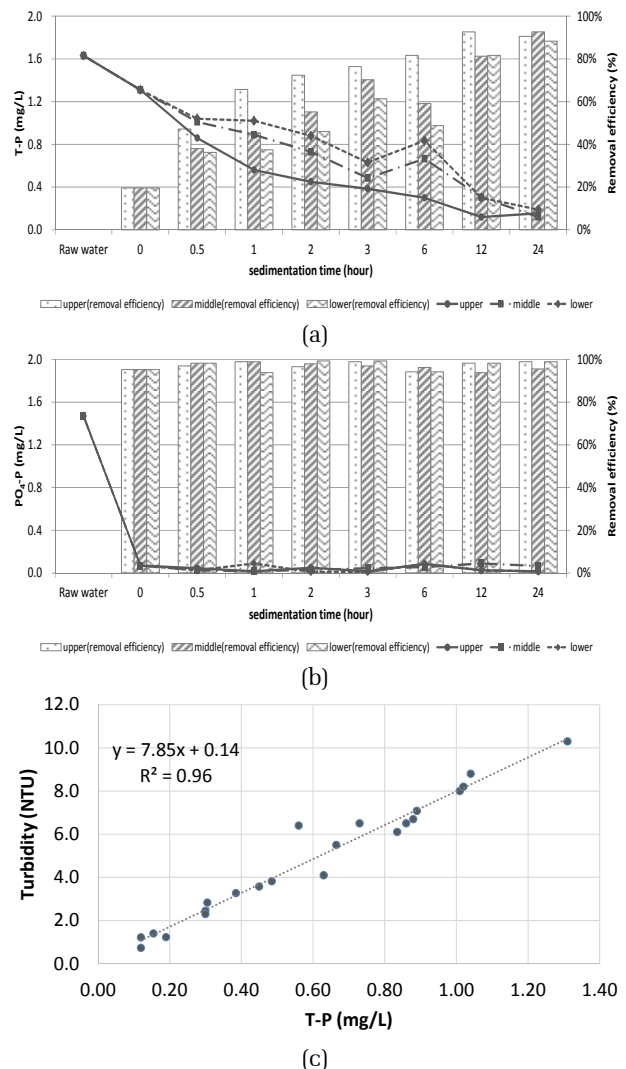 2.0 100%
1.6 80%
1.2 60%
0.8 40%
0.4 20%
0.0 0%
T-P (mg/L)
Removal efficiency (%)
Raw water 0 0.5 1 2 3 6 12 24
sedimentation time (hour)
upper(removal efficiency) middle(removal efficiency) lower(removal efficiency) upper middle lower
(a)
2.0 100%
1.6 80%
1.2 60%
0.8 40%
0.4 20%
0.0 0%
PO₄-P (mg/L)
Removal efficiency (%)
Raw water 0 0.5 1 2 3 6 12 24
sedimentation time (hour)
upper(removal efficiency) middle(removal efficiency) lower(removal efficiency) upper middle lower
(b)
12.0
10.0
8.0
6.0
4.0
2.0
0.0
Turbidity (NTU)
y = 7.85x + 0.14
R² = 0.96
0.00 0.20 0.40 0.60 0.80 1.00 1.20 1.40
T-P (mg/L)
(c)